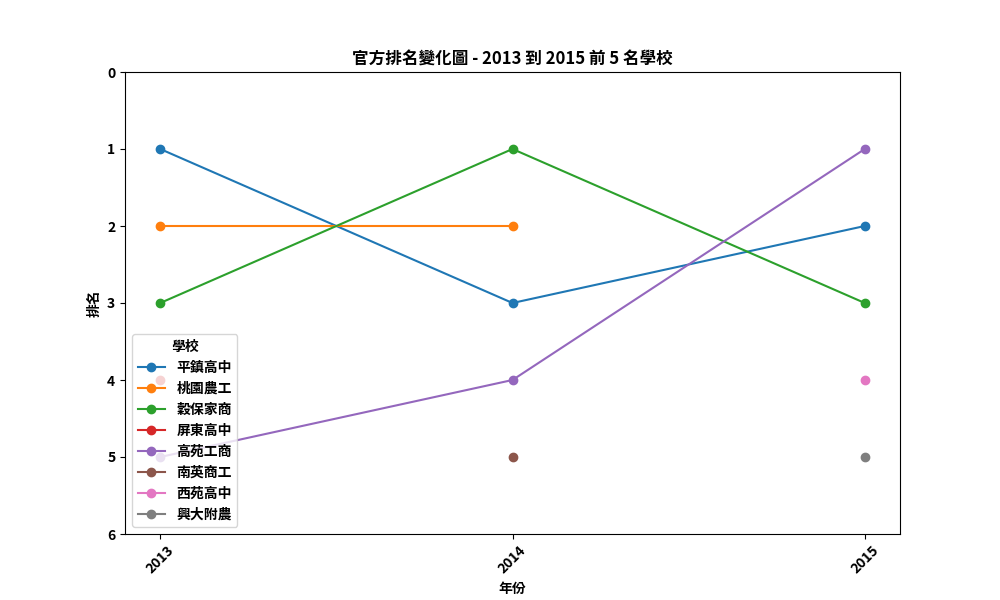 官方排名變化圖 - 2013 到 2015 前 5 名學校
0
1
2
3
4
5
6
排名
學校
平鎮高中
桃園農工
穀保家商
屏東高中
高苑工商
南英商工
西苑高中
興大附農
2013
2014
2015
年份